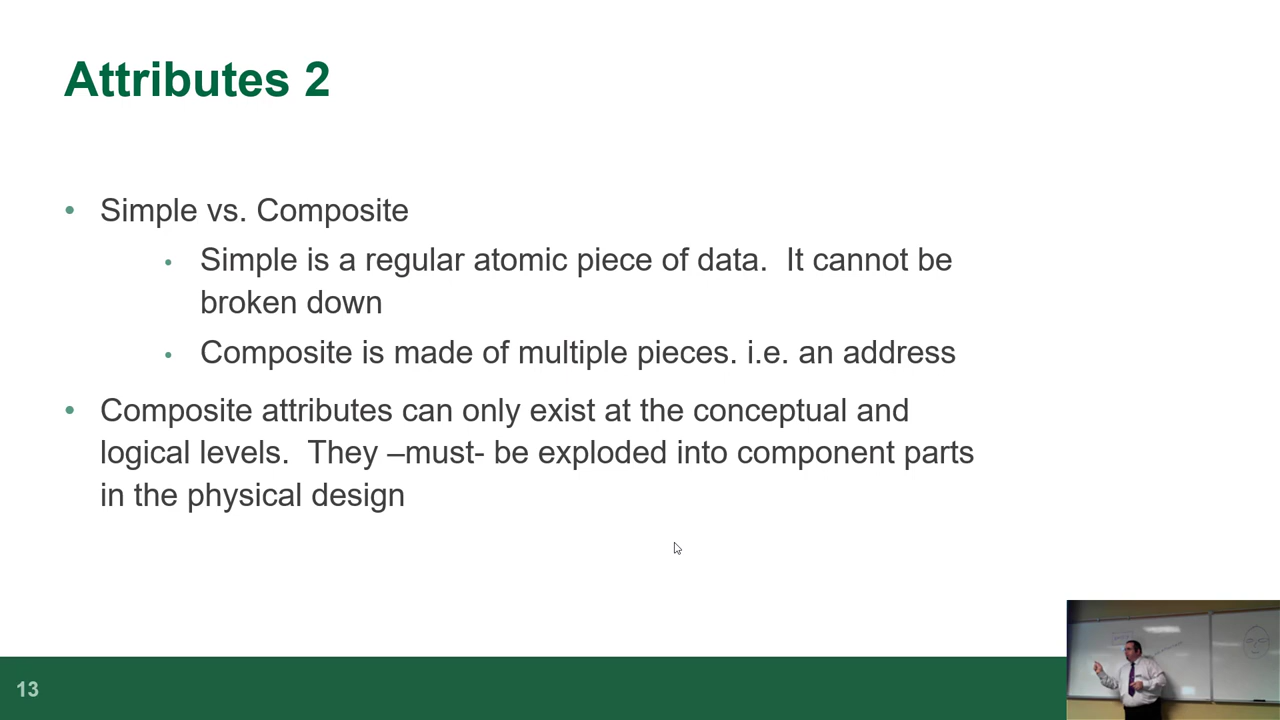 Attributes 2
• Simple vs. Composite
• Simple is a regular atomic piece of data.  It cannot be
broken down
• Composite is made of multiple pieces. i.e. an address
• Composite attributes can only exist at the conceptual and
logical levels.  They –must- be exploded into component parts
in the physical design
13